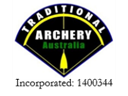 TRADITIONAL
ARCHERY
Australia
Incorporated: 1400344